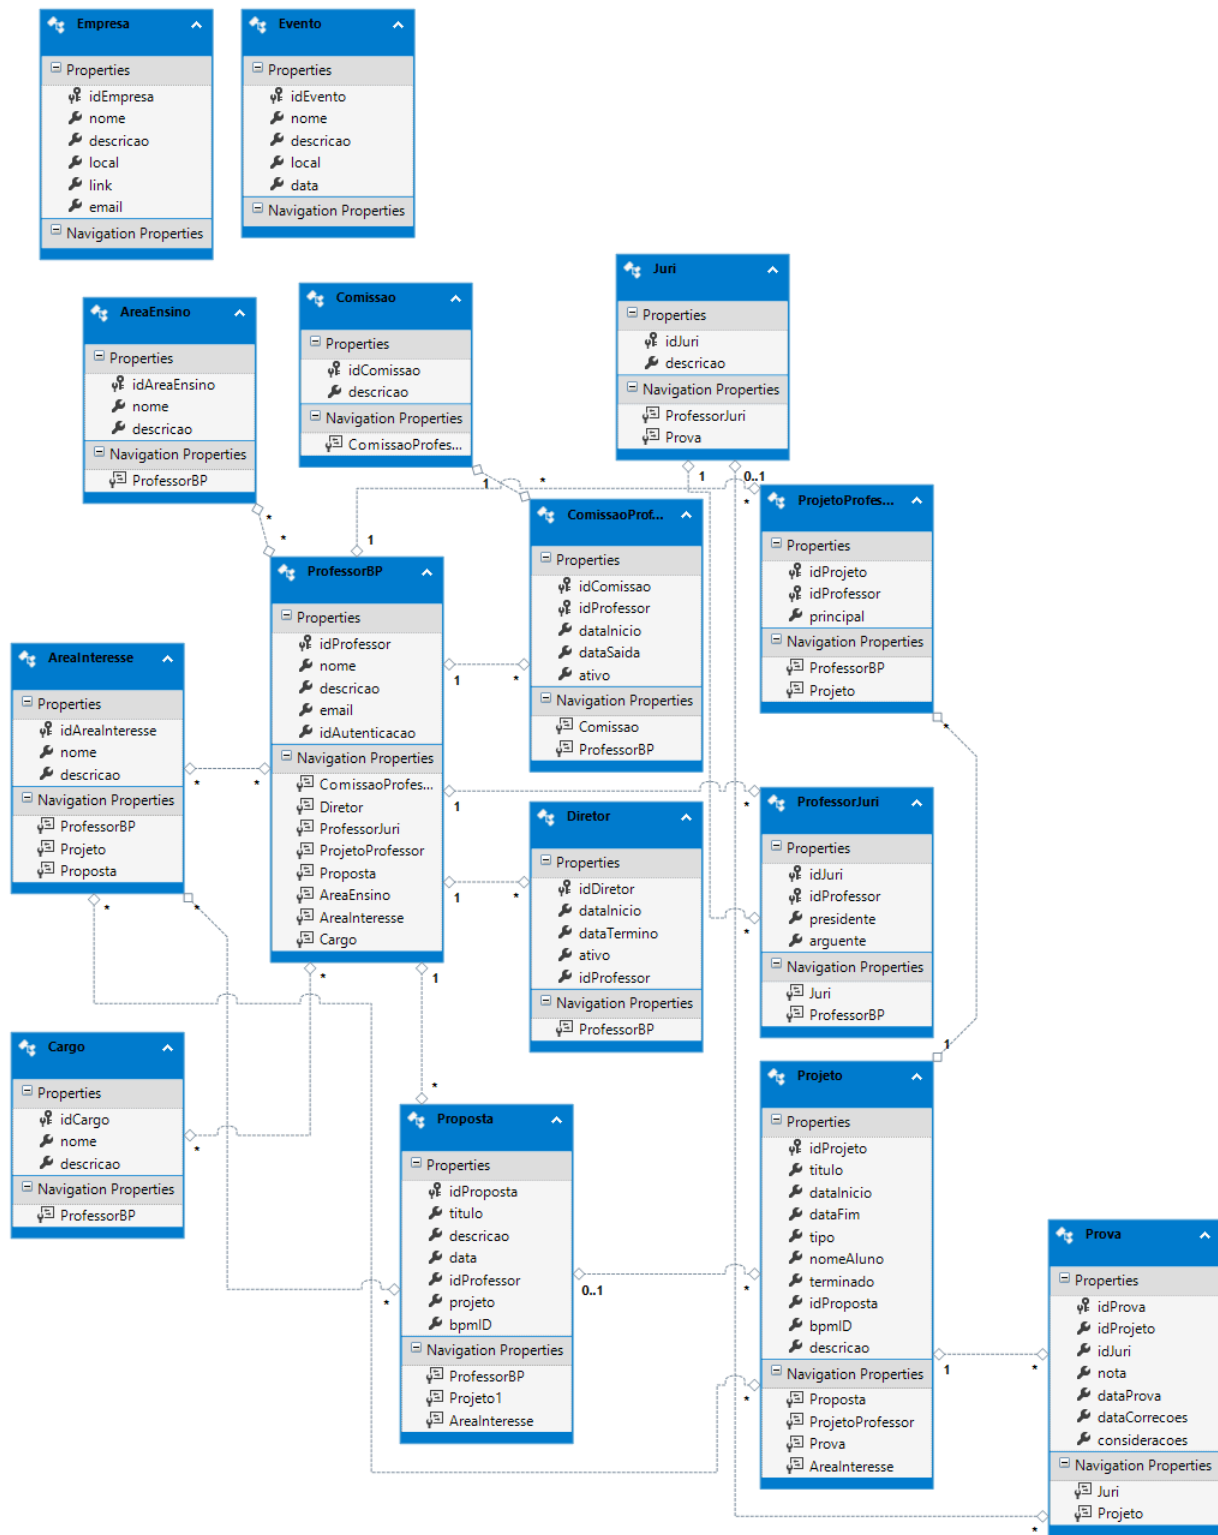 Empresa
Properties
idEmpresa
nome
descricao
local
link
email
Navigation Properties
Evento
Properties
idEvento
nome
descricao
local
data
Navigation Properties
Juri
Properties
idJuri
descricao
Navigation Properties
ProfessorJuri
Prova
AreaEnsino
Properties
idAreaEnsino
nome
descricao
Navigation Properties
ProfessorBP
Comissao
Properties
idComissao
descricao
Navigation Properties
ComissaoProfes...
1
*
1
0..1
*
*
*
1
ComissaoProf...
Properties
idComissao
idProfessor
dataInicio
dataSaida
ativo
Navigation Properties
Comissao
ProfessorBP
ProjetoProfes...
Properties
idProjeto
idProfessor
principal
Navigation Properties
ProfessorBP
Projeto
*
ProfessorBP
Properties
idProfessor
nome
descricao
email
idAutenticacao
Navigation Properties
ComissaoProfes...
Diretor
ProfessorJuri
ProjetoProfessor
Proposta
AreaEnsino
AreaInteresse
Cargo
1
*
AreaInteresse
Properties
idAreaInteresse
nome
descricao
Navigation Properties
ProfessorBP
Projeto
Proposta
*
*
*
*
1
*
1
*
Diretor
Properties
idDiretor
dataInicio
dataTermino
ativo
idProfessor
Navigation Properties
ProfessorBP
ProfessorJuri
Properties
idJuri
idProfessor
presidente
arguente
Navigation Properties
Juri
ProfessorBP
*
*
1
1
Cargo
Properties
idCargo
nome
descricao
Navigation Properties
ProfessorBP
*
*
Proposta
Properties
idProposta
titulo
descricao
data
idProfessor
projeto
bpmID
Navigation Properties
ProfessorBP
Projeto1
AreaInteresse
*
0..1
*
Projeto
Properties
idProjeto
titulo
dataInicio
dataFim
tipo
nomeAluno
terminado
idProposta
bpmID
descricao
Navigation Properties
Proposta
ProjetoProfessor
Prova
AreaInteresse
*
1
*
Prova
Properties
idProva
idProjeto
idJuri
nota
dataProva
dataCorrecoes
consideracoes
Navigation Properties
Juri
Projeto
*